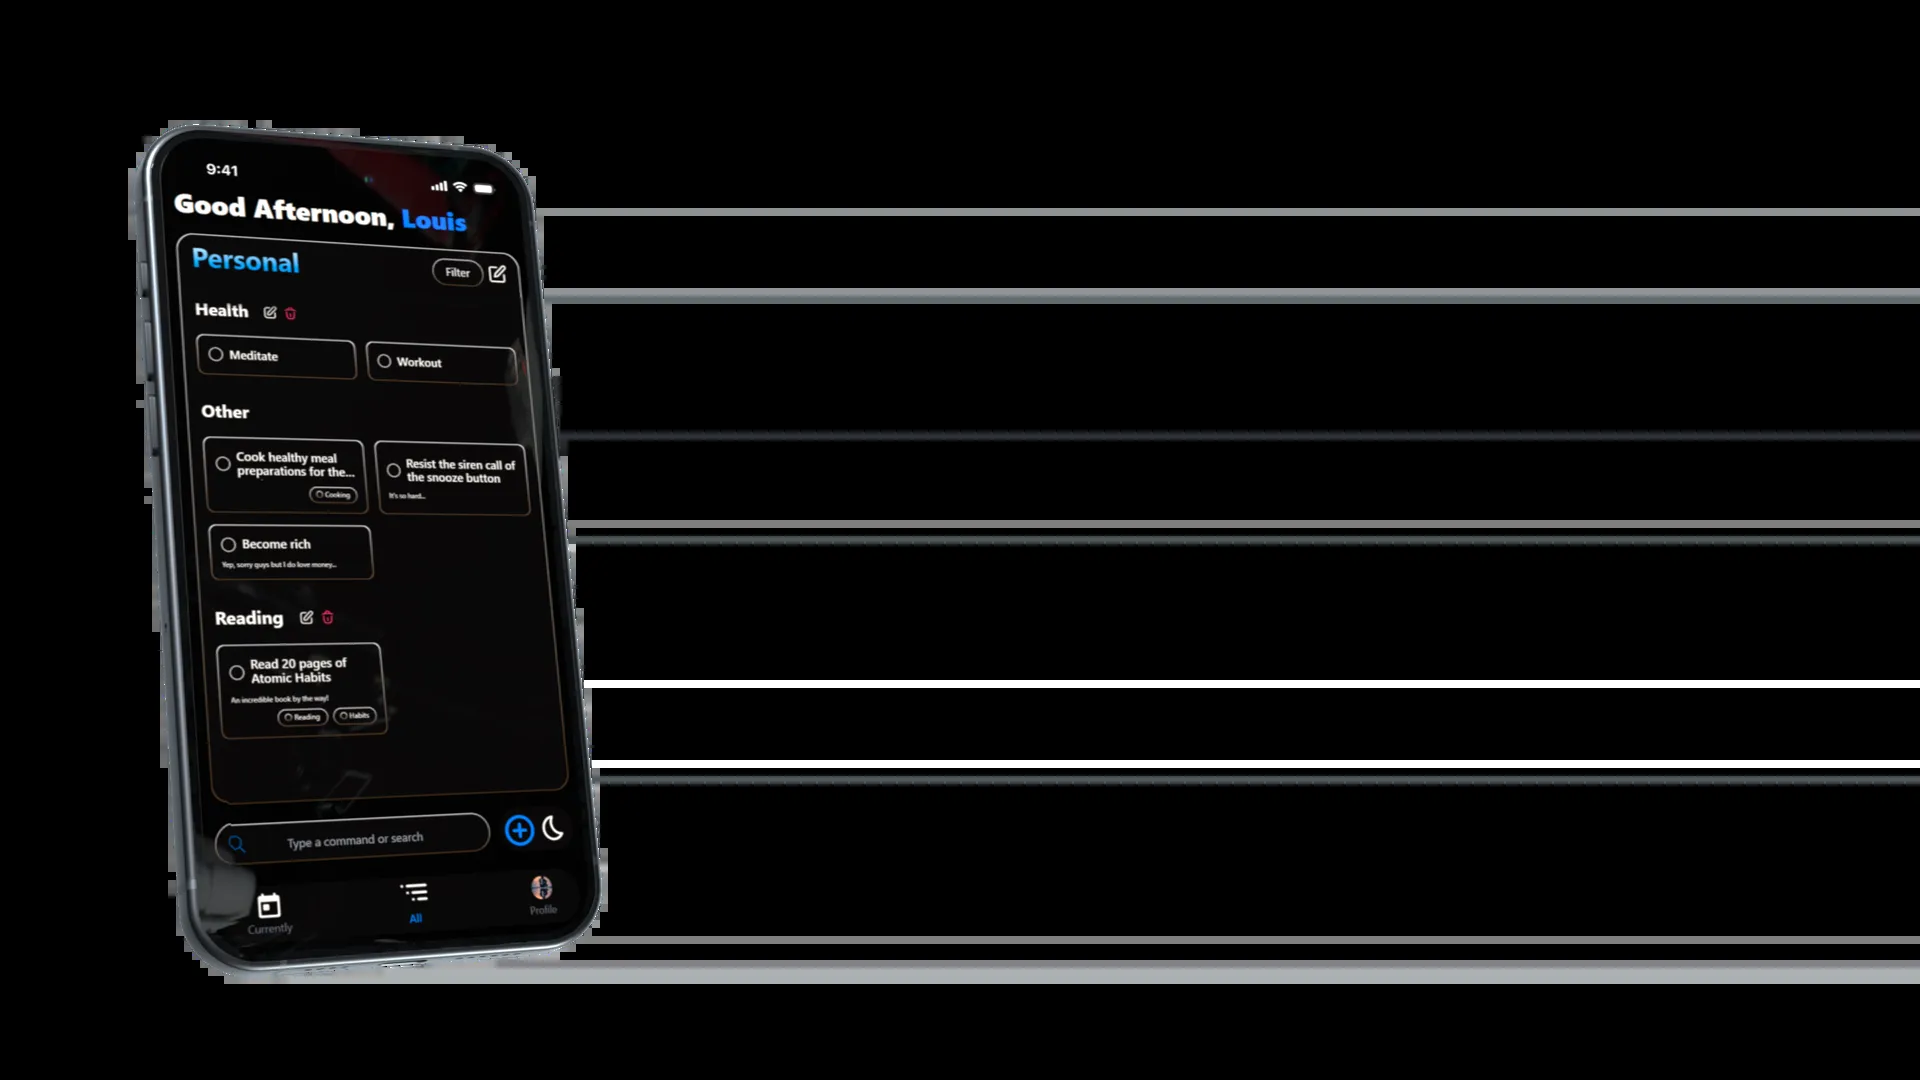 9:41
Good Afternoon, Louis
Personal
Filter
Health
Meditate
Workout
Other
Cook healthy meal
preparations for the...
Cooking
Resist the siren call of
the snooze button
It's so hard...
Become rich
Yep, sorry guys but I do love money...
Reading
Read 20 pages of
Atomic Habits
An incredible book by the way!
Reading
Habits
Type a command or search
Currently
All
Profile